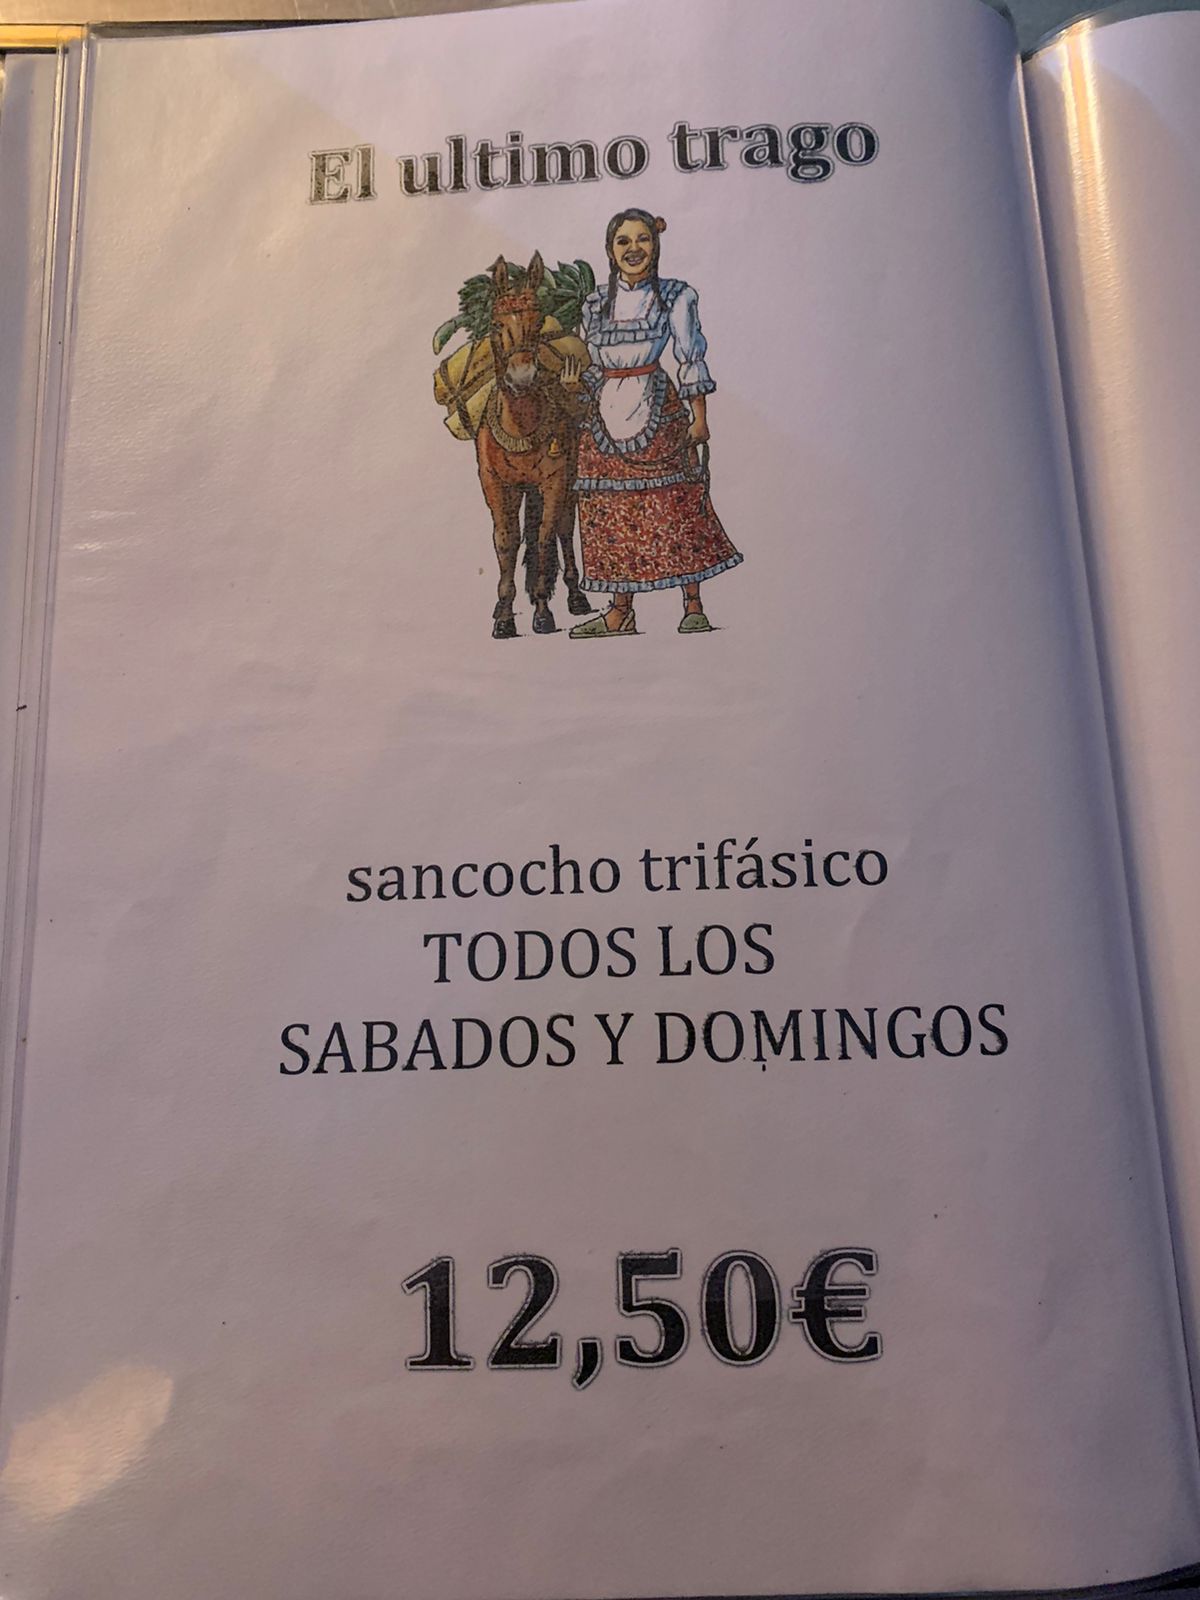 El ultimo trago
sancocho trifásico
TODOS LOS
SABADOS Y DOMINGOS
12,50€